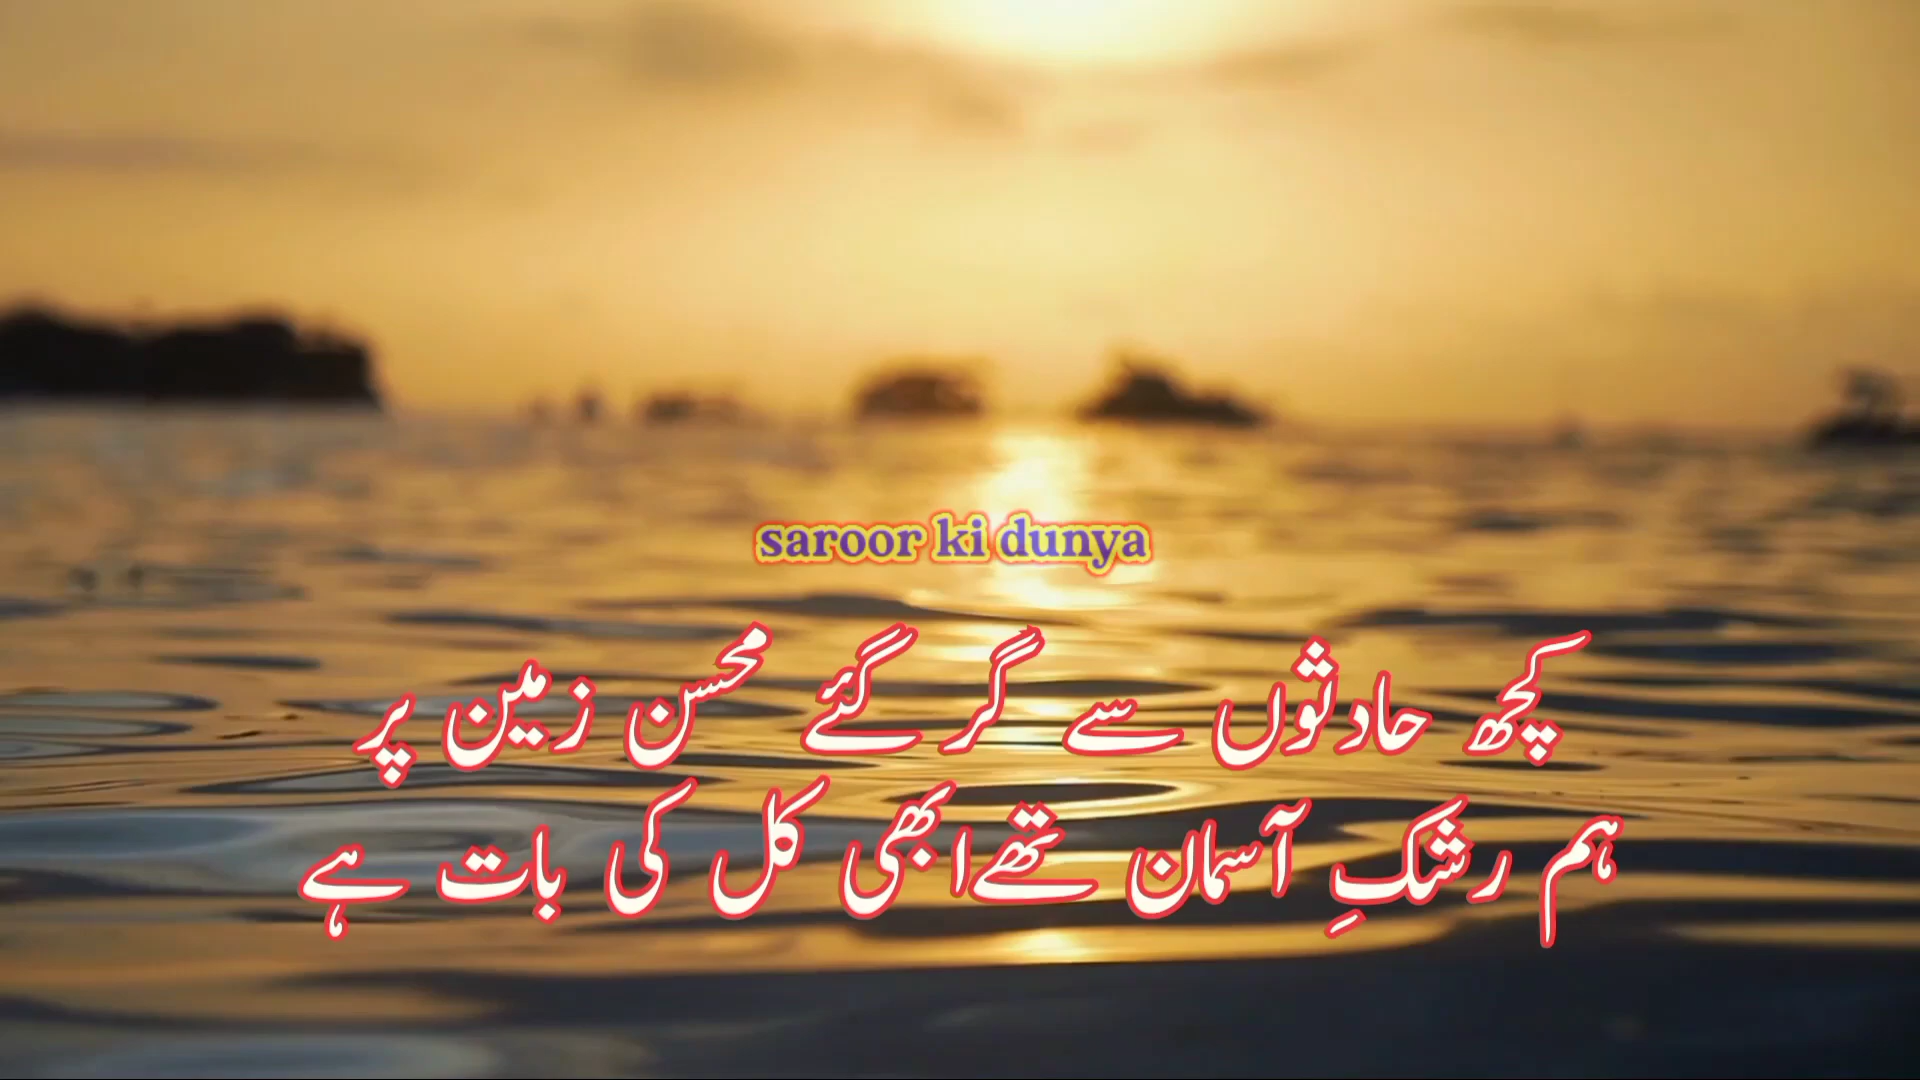 saroor ki dunya
کچھ حادثوں سے گر گئے محسن زمین پر
ہم رشکِ آسمان تھے ابھی کل کی بات ہے